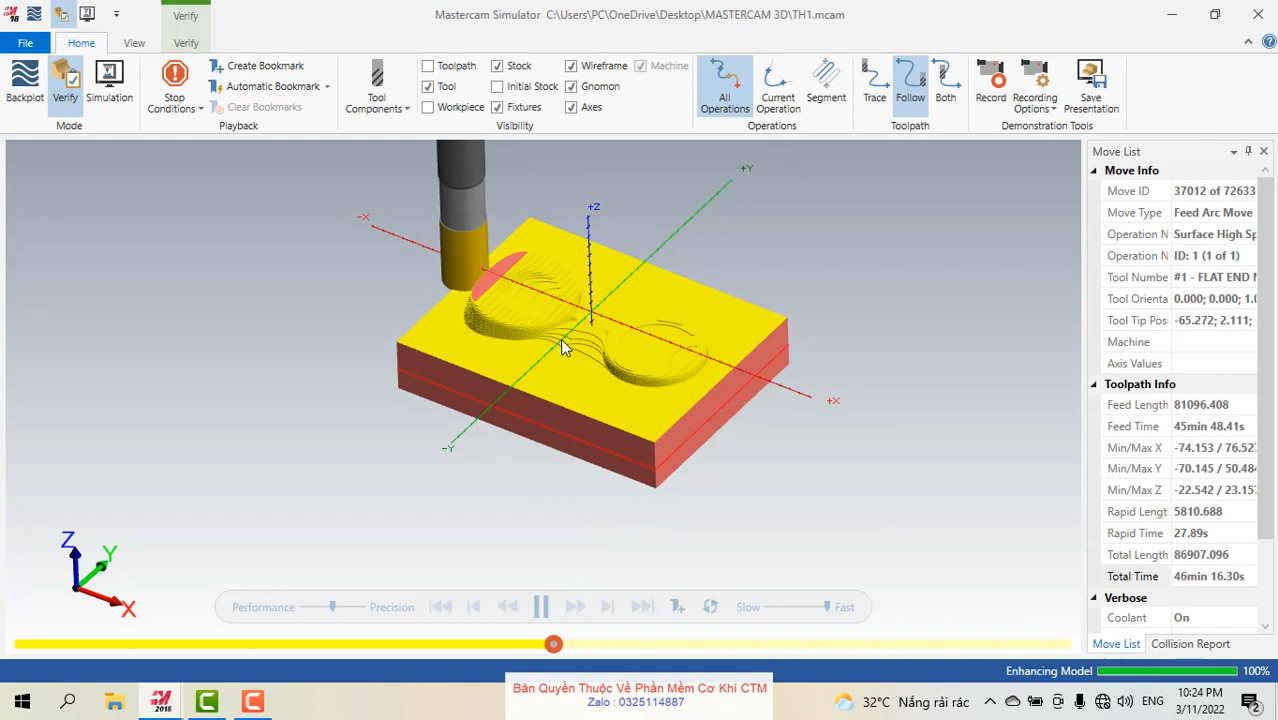 Verify
Mastercam Simulator C:\Users\PC\OneDrive\Desktop\MASTERCAM 3D\TH1.mcam
18
File Home View Verify
Backplot Verify Simulation
Mode
Stop Conditions
Create Bookmark
Automatic Bookmark
Clear Bookmarks
Playback
Tool Components
Toolpath Stock Wireframe Machine
Tool Initial Stock Gnomon
Workpiece Fixtures Axes
Visibility
All Operations Current Operation Segment
Operations
Trace Follow Both
Toolpath
Record Recording Options Save Presentation
Demonstration Tools
+Y
+Z
-X
+X
-Y
Z
Y
X
Move List
Move Info
Move ID 37012 of 72633
Move Type Feed Arc Move
Operation N Surface High Sp
Operation N ID: 1 (1 of 1)
Tool Numbe #1 - FLAT END N
Tool Orienta 0.000; 0.000; 1.0
Tool Tip Pos -65.272; 2.111;
Machine
Axis Values
Toolpath Info
Feed Length 81096.408
Feed Time 45min 48.41s
Min/Max X -74.153 / 76.527
Min/Max Y -70.145 / 50.484
Min/Max Z -22.542 / 23.157
Rapid Lengt 5810.688
Rapid Time 27.89s
Total Length 86907.096
Total Time 46min 16.30s
Verbose
Coolant On
Move List Collision Report
Performance Precision Slow Fast
Enhancing Model 100%
2018
Bản Quyền Thuộc Về Phần Mềm Cơ Khí CTM
Zalo : 0325114887
32°C Nắng rải rác
ENG
10:24 PM
3/11/2022
2